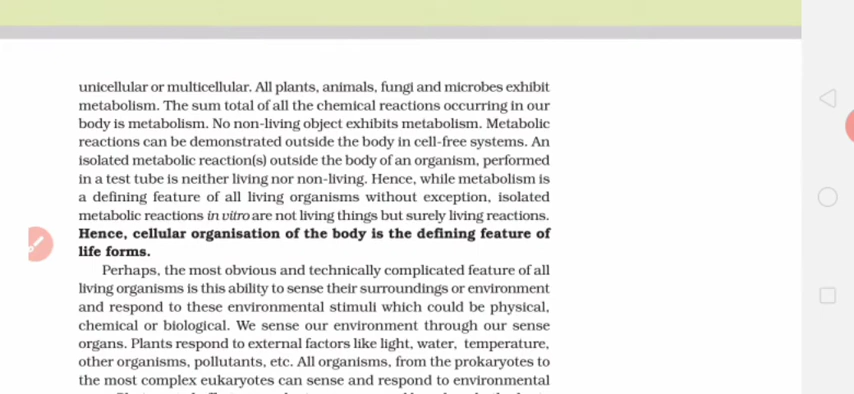 unicellular or multicellular. All plants, animals, fungi and microbes exhibit
metabolism. The sum total of all the chemical reactions occurring in our
body is metabolism. No non-living object exhibits metabolism. Metabolic
reactions can be demonstrated outside the body in cell-free systems. An
isolated metabolic reaction(s) outside the body of an organism, performed
in a test tube is neither living nor non-living. Hence, while metabolism is
a defining feature of all living organisms without exception, isolated
metabolic reactions in vitro are not living things but surely living reactions.
Hence, cellular organisation of the body is the defining feature of
life forms.
Perhaps, the most obvious and technically complicated feature of all
living organisms is this ability to sense their surroundings or environment
and respond to these environmental stimuli which could be physical,
chemical or biological. We sense our environment through our sense
organs. Plants respond to external factors like light, water, temperature,
other organisms, pollutants, etc. All organisms, from the prokaryotes to
the most complex eukaryotes can sense and respond to environmental